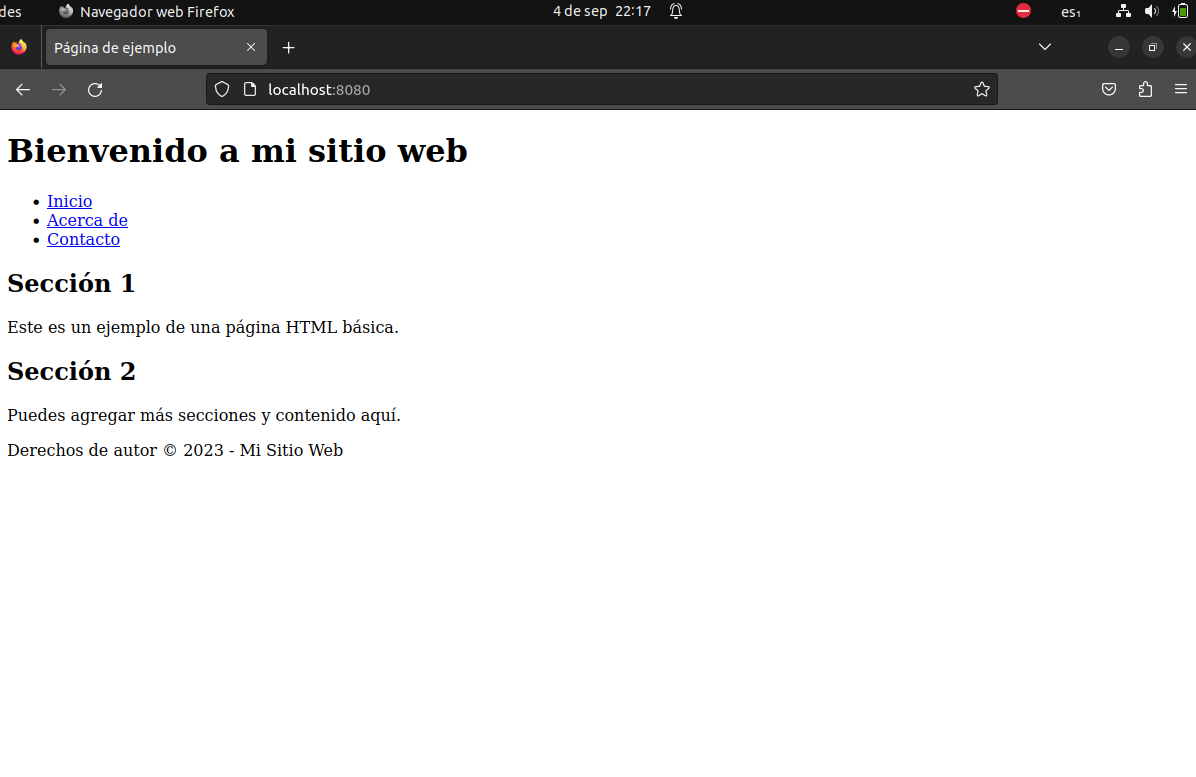 des Navegador web Firefox 4 de sep 22:17 es₁
Página de ejemplo
localhost:8080
Bienvenido a mi sitio web
Inicio
Acerca de
Contacto
Sección 1
Este es un ejemplo de una página HTML básica.
Sección 2
Puedes agregar más secciones y contenido aquí.
Derechos de autor © 2023 - Mi Sitio Web